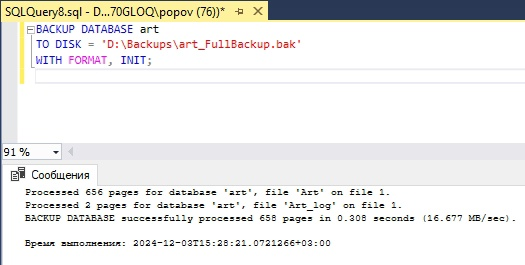 SQLQuery8.sql - D...70GLOQ\popov (76))*
BACKUP DATABASE art
TO DISK = 'D:\Backups\art_FullBackup.bak'
WITH FORMAT, INIT;
91 %
Сообщения
Processed 656 pages for database 'art', file 'Art' on file 1.
Processed 2 pages for database 'art', file 'Art_log' on file 1.
BACKUP DATABASE successfully processed 658 pages in 0.308 seconds (16.677 MB/sec).
Время выполнения: 2024-12-03T15:28:21.0721266+03:00